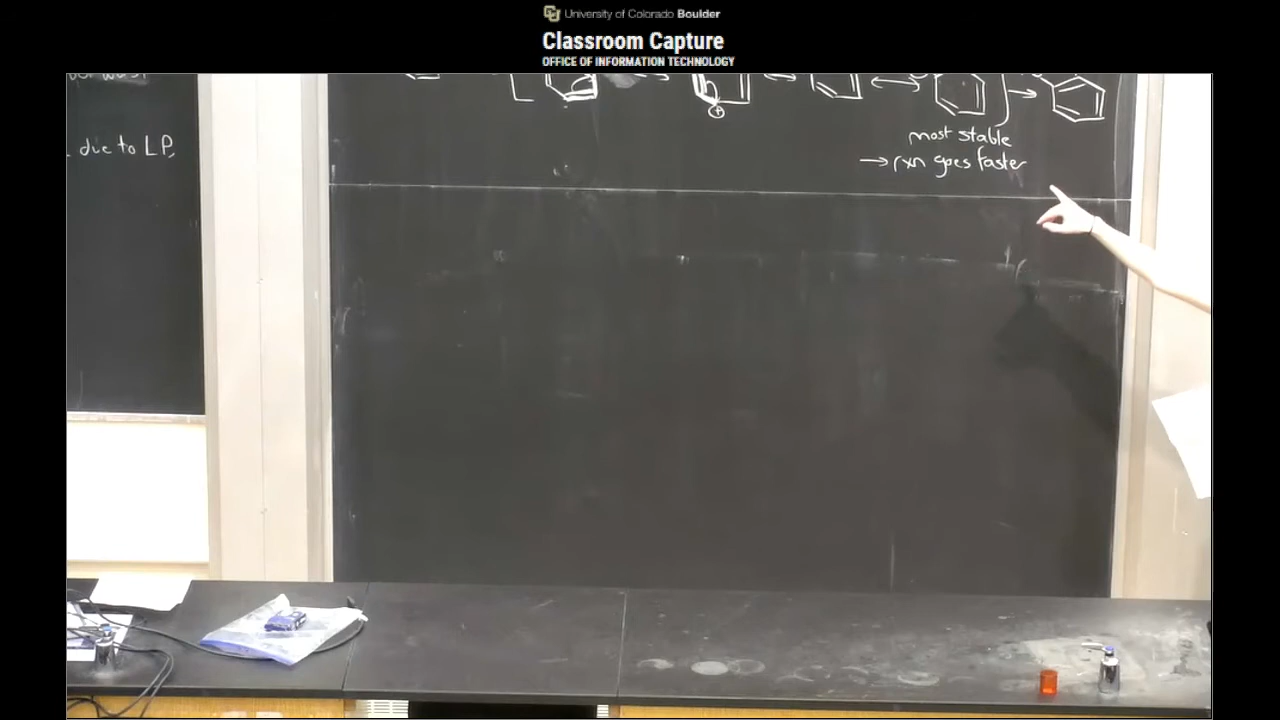 University of Colorado Boulder
Classroom Capture
OFFICE OF INFORMATION TECHNOLOGY
due to LP,
most stable
→ rxn goes faster